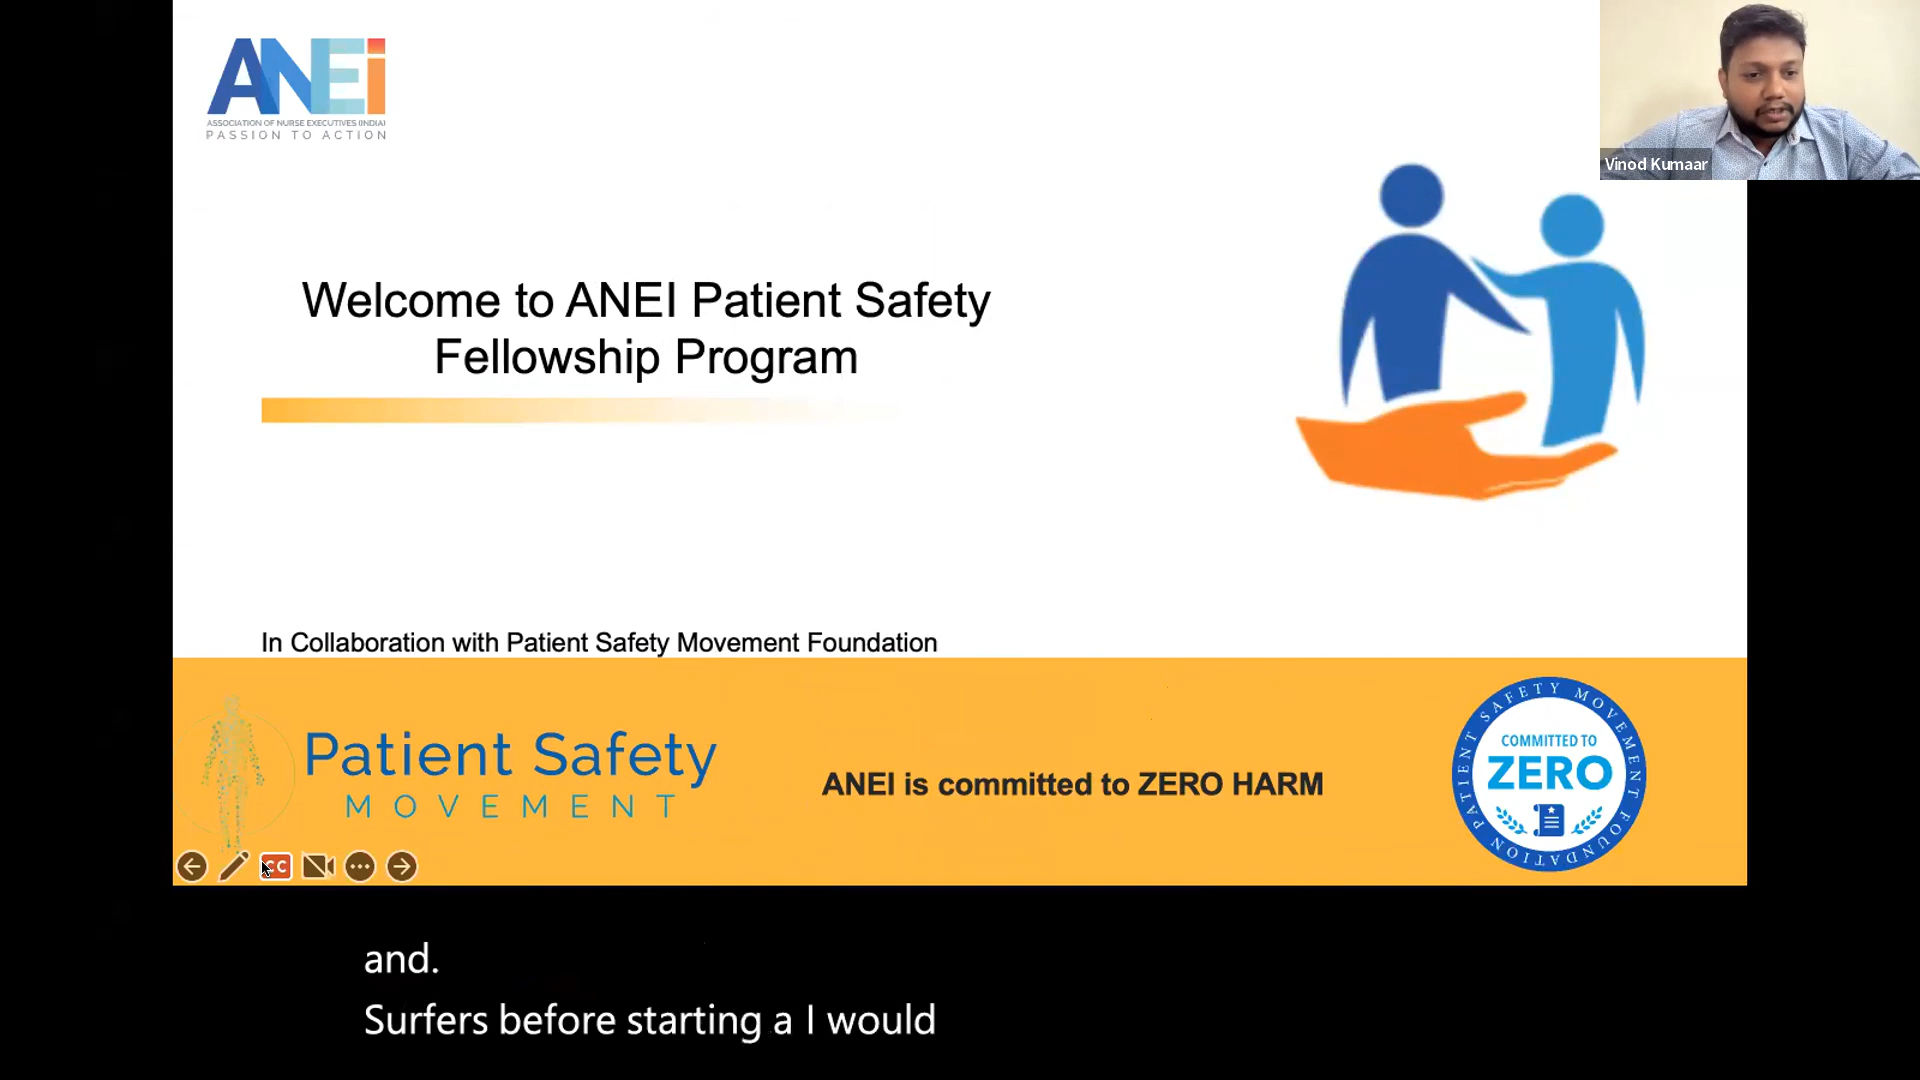 ANEi
ASSOCIATION OF NURSE EXECUTIVES (INDIA)
PASSION TO ACTION
Vinod Kumaar
Welcome to ANEI Patient Safety
Fellowship Program
In Collaboration with Patient Safety Movement Foundation
Patient Safety
MOVEMENT
ANEI is committed to ZERO HARM
PATIENT SAFETY MOVEMENT FOUNDATION
COMMITTED TO
ZERO
CC
and.
Surfers before starting a I would